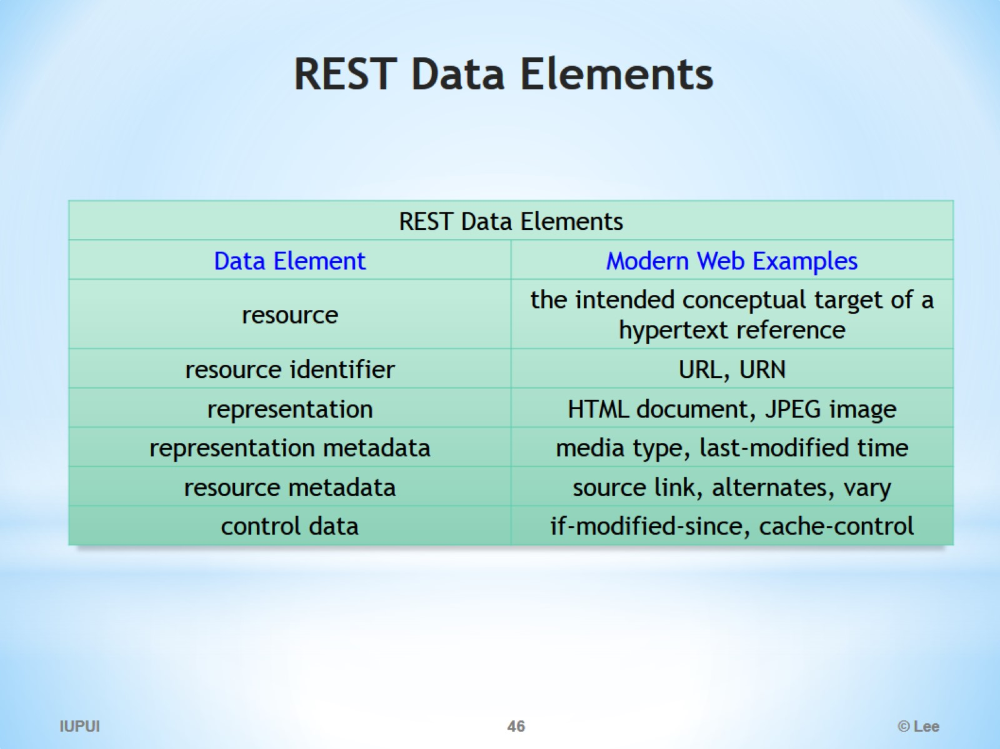 REST Data Elements
REST Data Elements
Data Element
Modern Web Examples
resource
the intended conceptual target of a
hypertext reference
resource identifier
URL, URN
representation
HTML document, JPEG image
representation metadata
media type, last-modified time
resource metadata
source link, alternates, vary
control data
if-modified-since, cache-control
IUPUI
46
© Lee